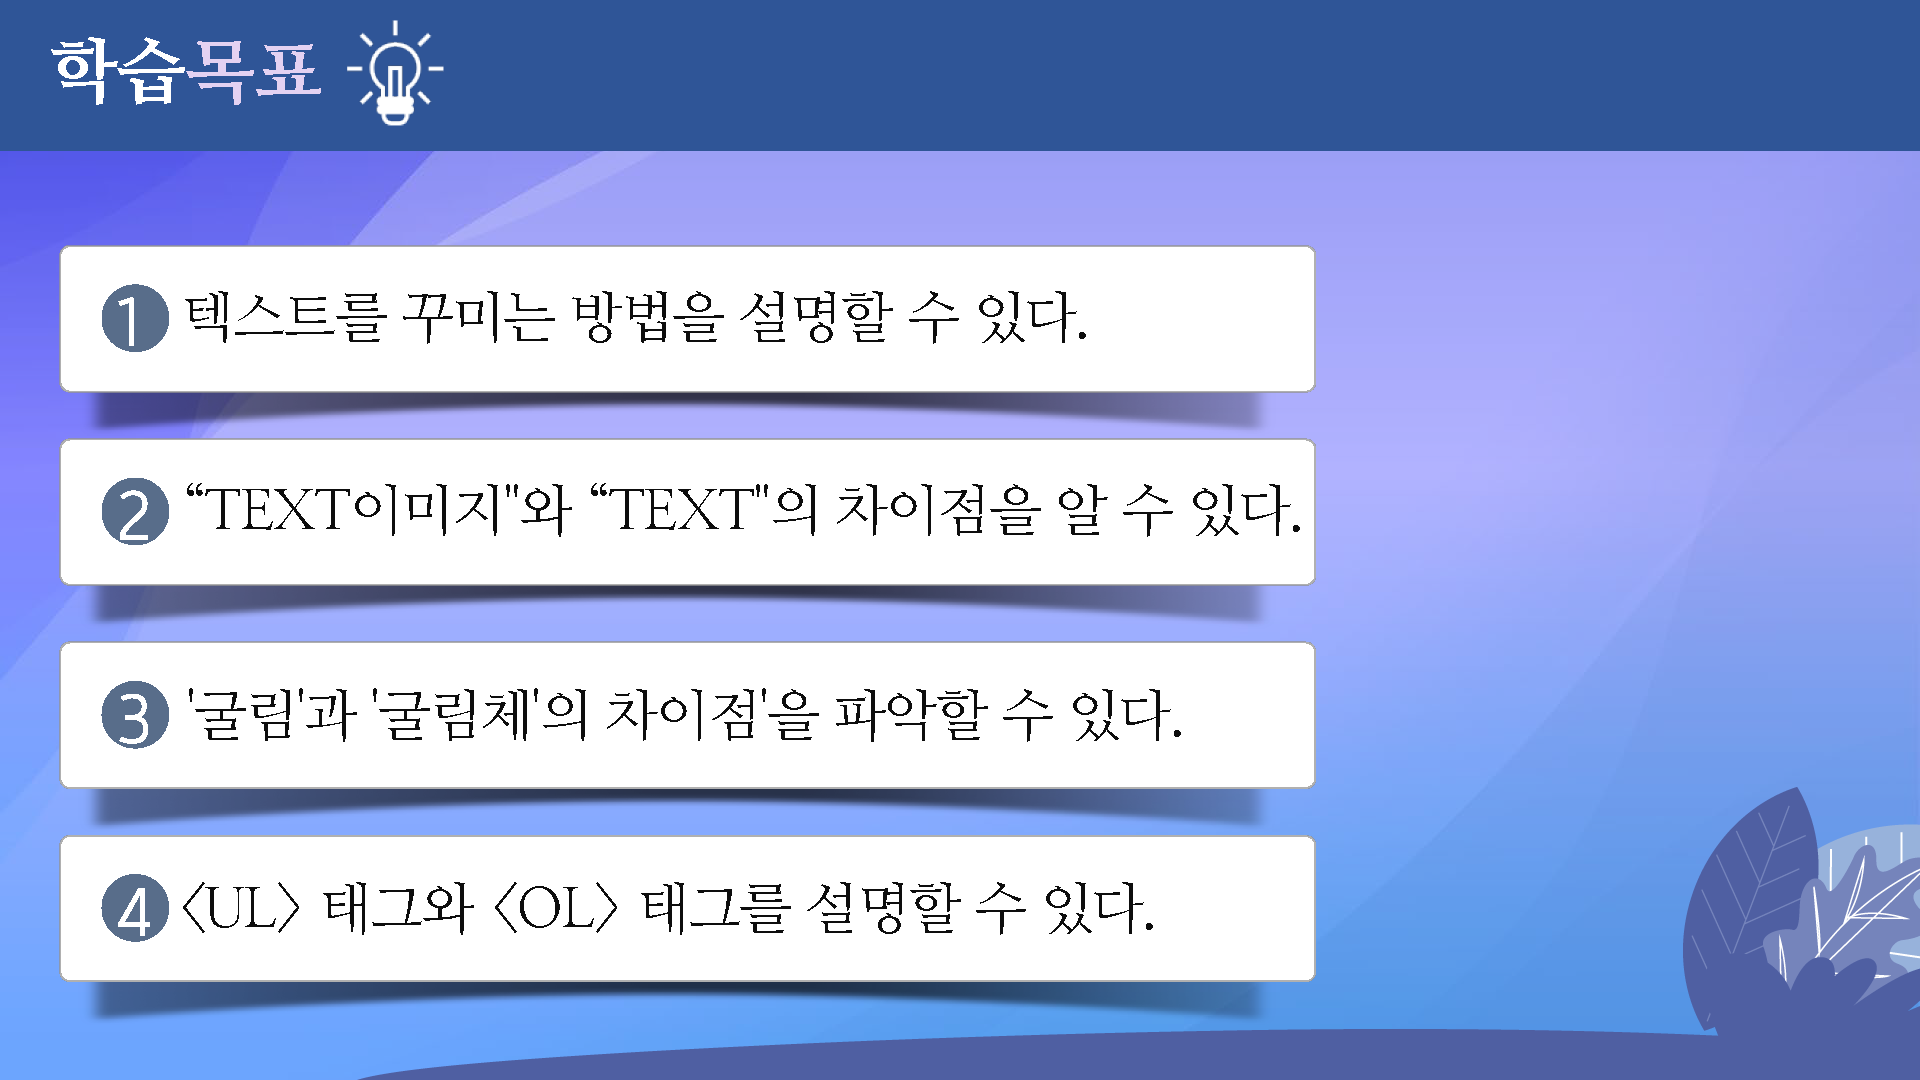 학습목표
1 텍스트를 꾸미는 방법을 설명할 수 있다.
2 “TEXT이미지"와 “TEXT"의 차이점을 알 수 있다.
3 '굴림'과 '굴림체'의 차이점'을 파악할 수 있다.
4 <UL> 태그와 <OL> 태그를 설명할 수 있다.